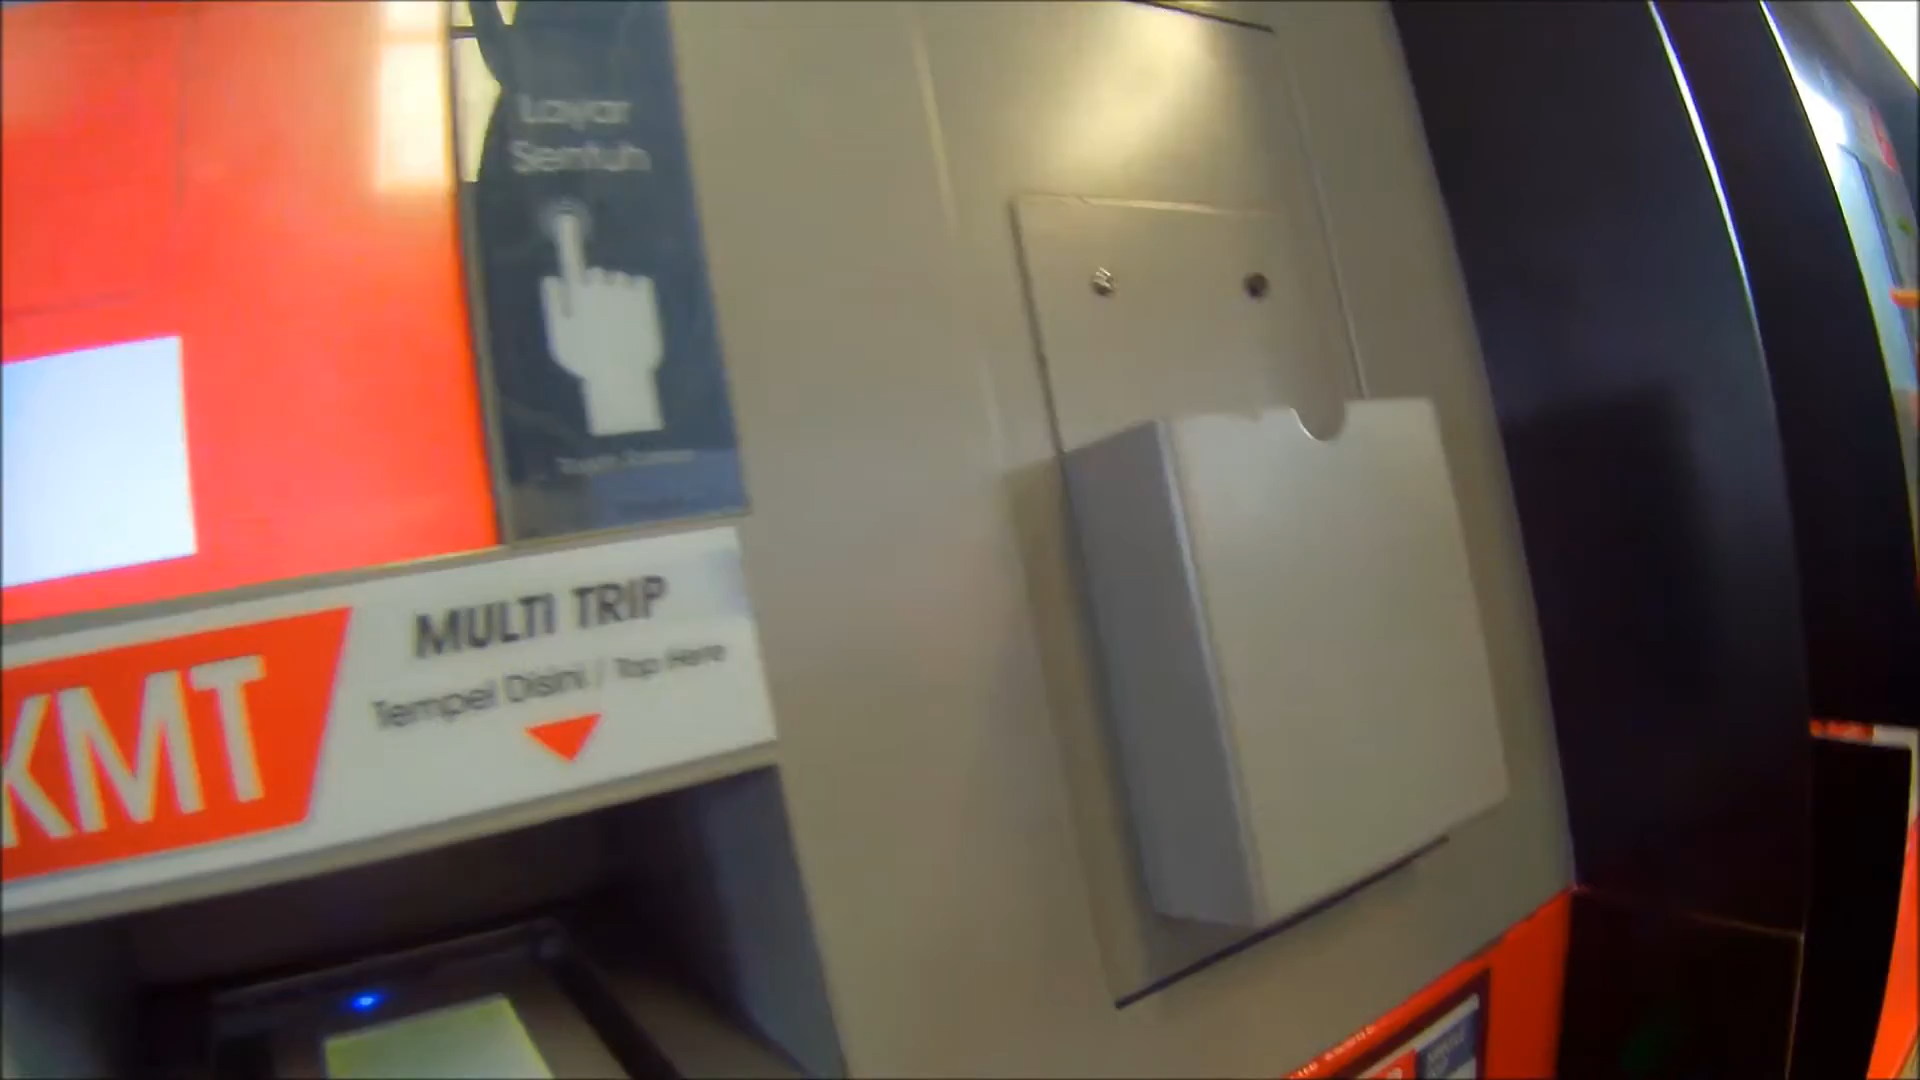 Layar
Sentuh
KMT
MULTI TRIP
Tempel Disini / Tap Here